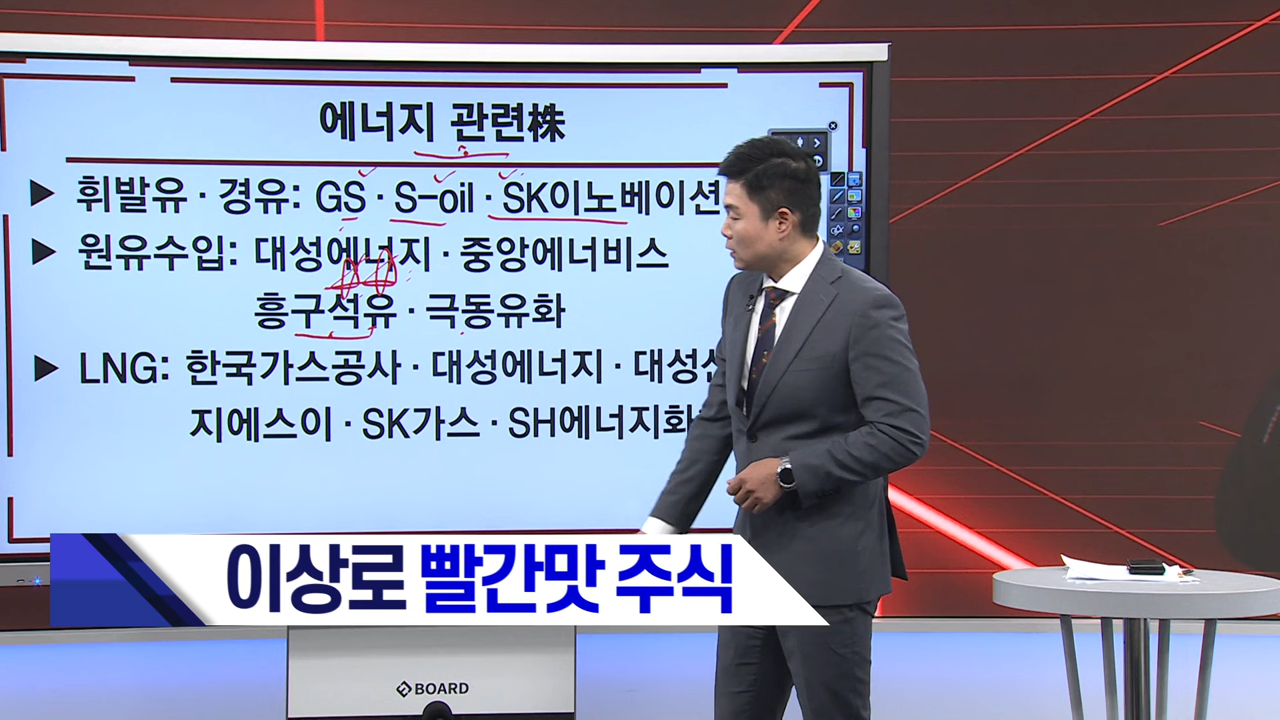 에너지 관련株
▶ 휘발유 · 경유: GS · S-oil · SK이노베이션
▶ 원유수입: 대성에너지 · 중앙에너비스
흥구석유 · 극동유화
▶ LNG: 한국가스공사 · 대성에너지 · 대성
지에스이 · SK가스 · SH에너지화
이상로 빨간맛 주식
BOARD